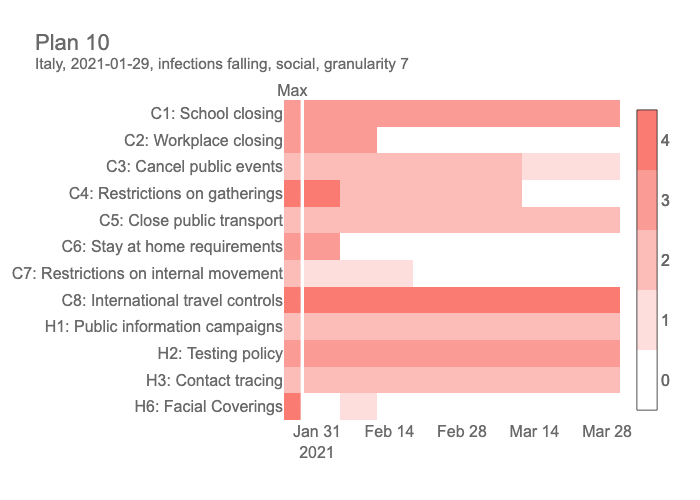 Plan 10
Italy, 2021-01-29, infections falling, social, granularity 7
Max
C1: School closing
C2: Workplace closing
C3: Cancel public events
C4: Restrictions on gatherings
C5: Close public transport
C6: Stay at home requirements
C7: Restrictions on internal movement
C8: International travel controls
H1: Public information campaigns
H2: Testing policy
H3: Contact tracing
H6: Facial Coverings
Jan 31 Feb 14 Feb 28 Mar 14 Mar 28
2021
4
3
2
1
0